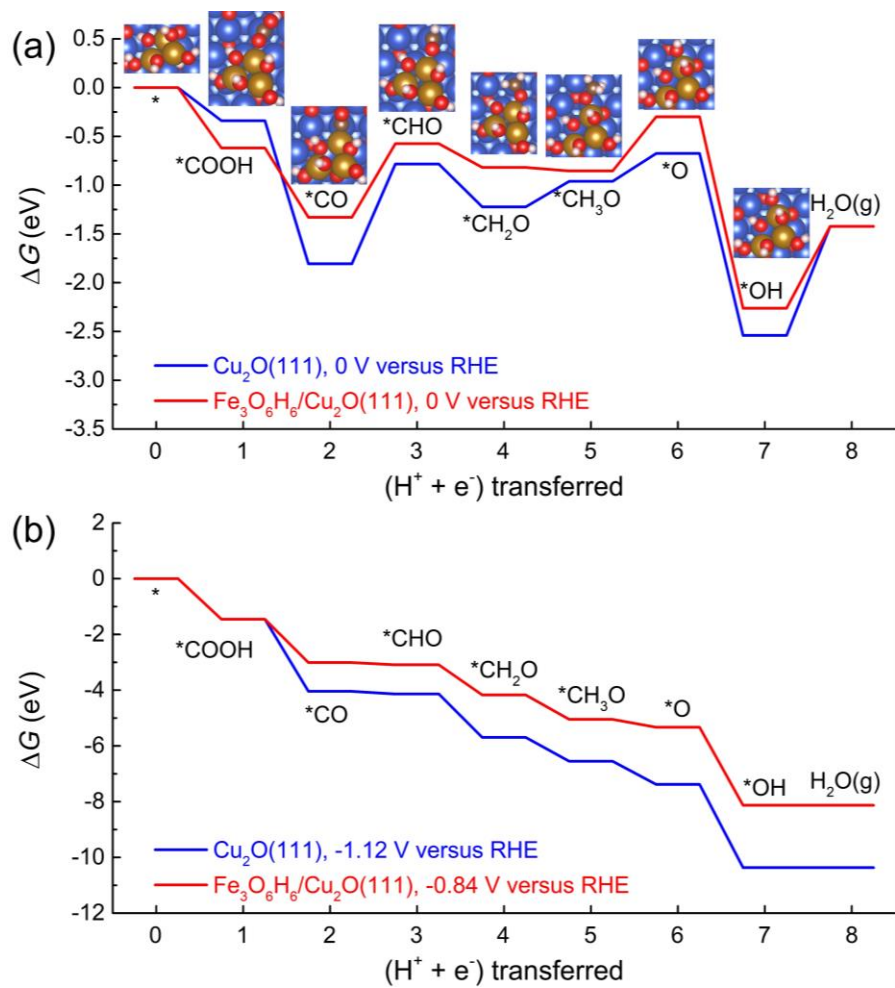 (a)
0.5
0.0
-0.5
-1.0
-1.5
-2.0
-2.5
-3.0
-3.5
ΔG (eV)
*
*COOH
*CO
*CHO
*CH₂O
*CH₃O
*O
*OH
H₂O(g)
Cu₂O(111), 0 V versus RHE
Fe₃O₆H₆/Cu₂O(111), 0 V versus RHE
0 1 2 3 4 5 6 7 8
(H⁺ + e⁻) transferred
(b)
2
0
-2
-4
-6
-8
-10
-12
ΔG (eV)
*
*COOH
*CO
*CHO
*CH₂O
*CH₃O
*O
*OH
H₂O(g)
Cu₂O(111), -1.12 V versus RHE
Fe₃O₆H₆/Cu₂O(111), -0.84 V versus RHE
0 1 2 3 4 5 6 7 8
(H⁺ + e⁻) transferred